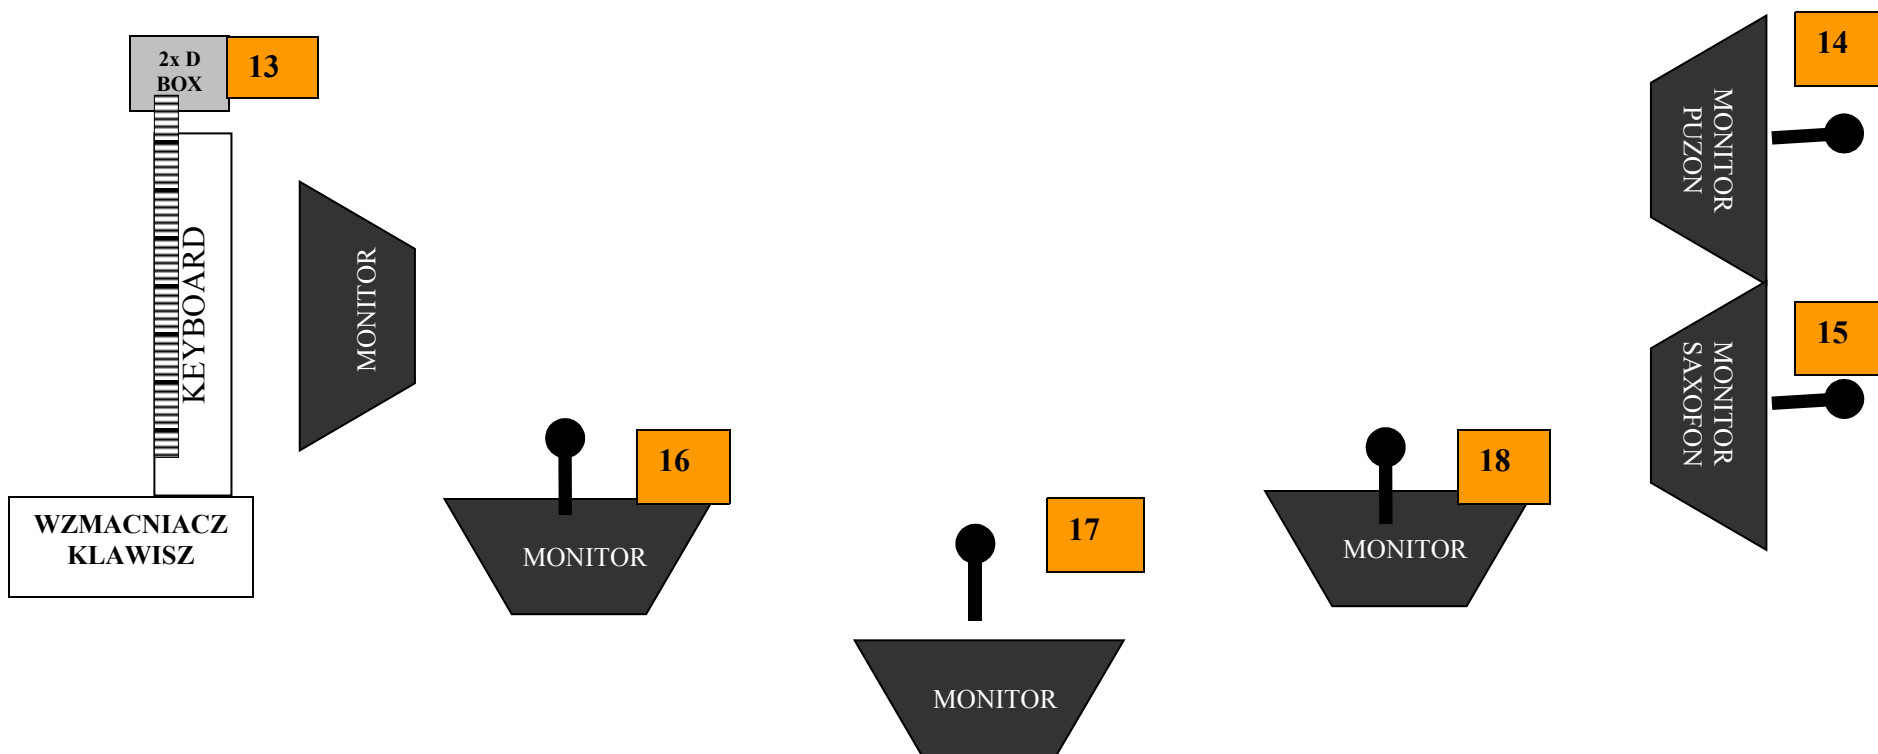 2x D
BOX
13
14
MONITOR
PUZON
KEYBOARD
MONITOR
15
MONITOR
SAXOFON
16
18
WZMACNIACZ
KLAWISZ
MONITOR
17
MONITOR
MONITOR